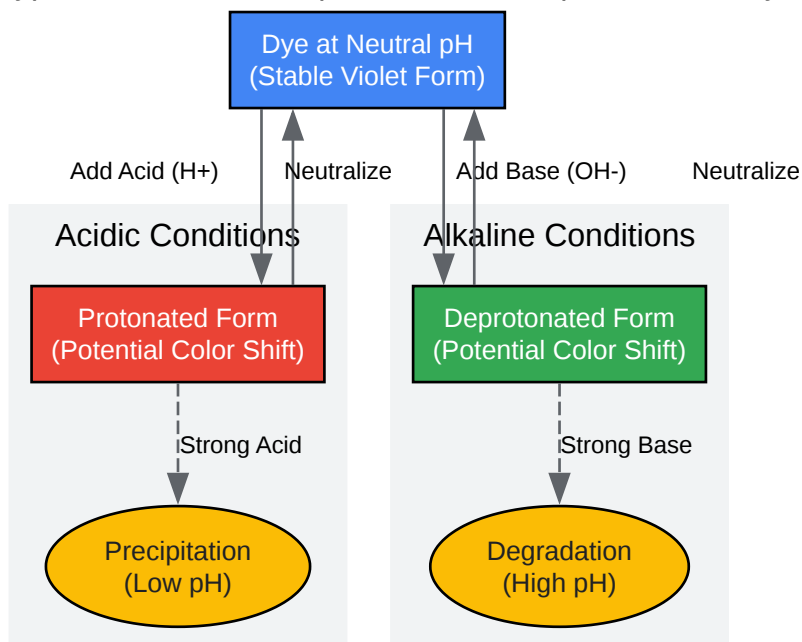 Dye at Neutral pH
(Stable Violet Form)
Add Acid (H+) Neutralize Add Base (OH-) Neutralize
Acidic Conditions Alkaline Conditions
Protonated Form Deprotonated Form
(Potential Color Shift) (Potential Color Shift)
Strong Acid Strong Base
Precipitation Degradation
(Low pH) (High pH)